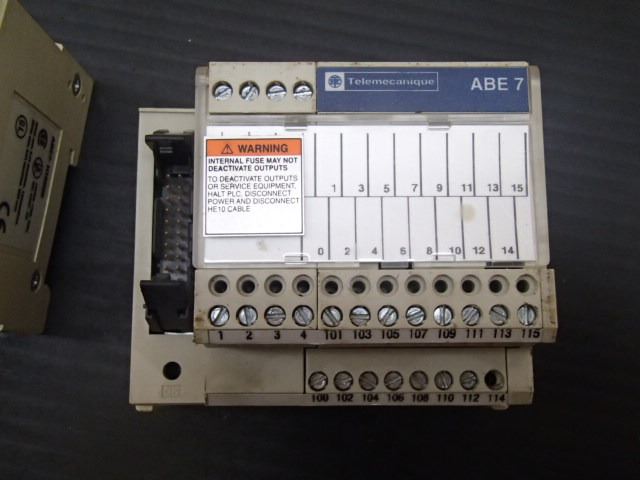 Telemecanique ABE 7
WARNING
INTERNAL FUSE MAY NOT
DEACTIVATE OUTPUTS
TO DEACTIVATE OUTPUTS
OR SERVICE EQUIPMENT,
HALT PLC, DISCONNECT
POWER AND DISCONNECT
HE10 CABLE
1 3 5 7 9 11 13 15
0 2 4 6 8 10 12 14
1 2 3 4 101 103 105 107 109 111 113 115
100 102 104 106 108 110 112 114